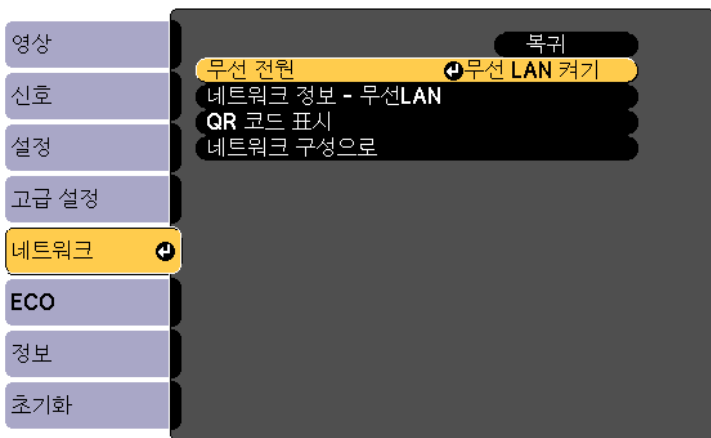 영상
신호
설정
고급 설정
네트워크
ECO
정보
초기화
복귀
무선 전원 무선 LAN 켜기
네트워크 정보 - 무선LAN
QR 코드 표시
네트워크 구성으로